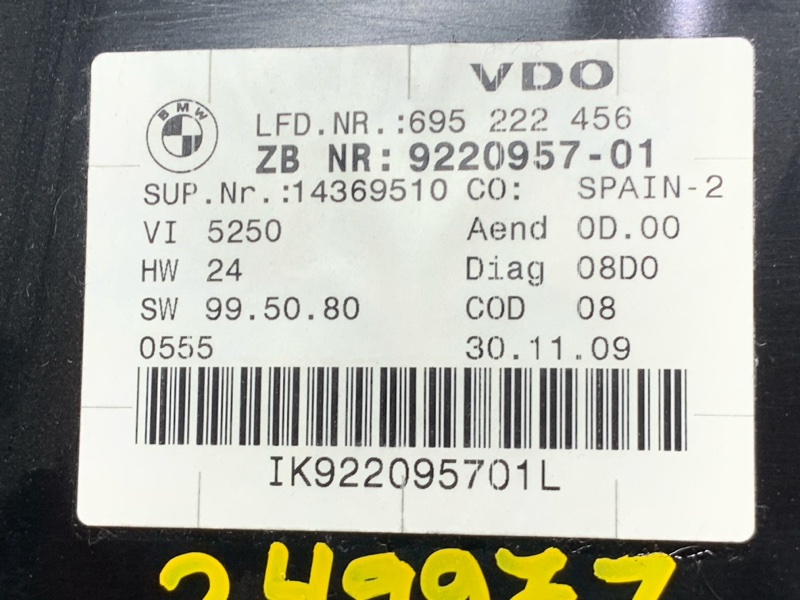 VDO
BMW
LFD.NR.:695 222 456
ZB NR:9220957-01
SUP.Nr.:14369510 CO: SPAIN-2
VI 5250 Aend 0D.00
HW 24 Diag 08D0
SW 99.50.80 COD 08
0555 30.11.09
IK922095701L
249937